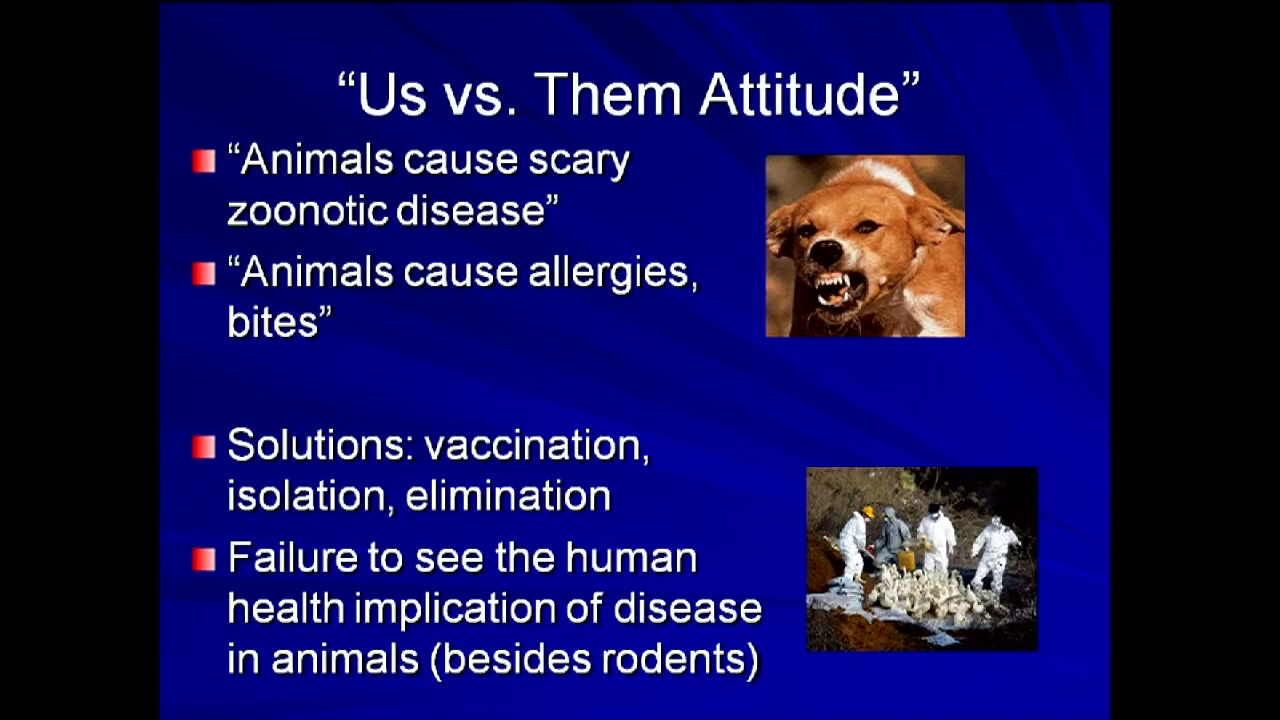 “Us vs. Them Attitude”
“Animals cause scary
zoonotic disease”
“Animals cause allergies,
bites”
Solutions: vaccination,
isolation, elimination
Failure to see the human
health implication of disease
in animals (besides rodents)